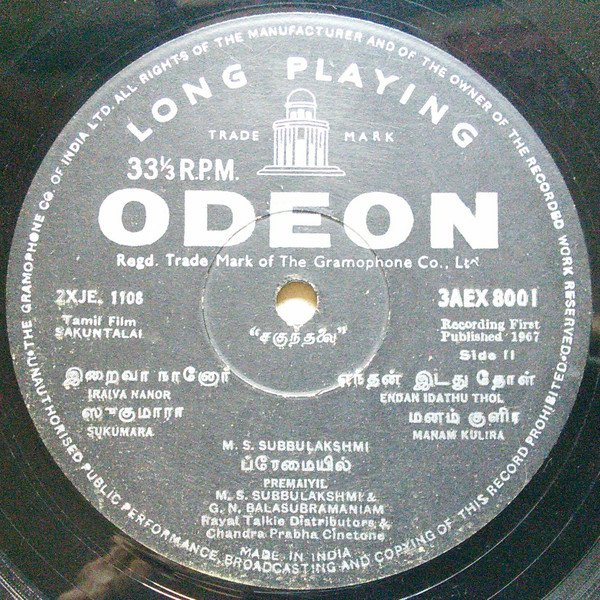 THE GRAMOPHONE CO. OF INDIA LTD. ALL RIGHTS OF THE MANUFACTURER AND OF THE OWNER OF THE RECORDED WORK RESERVED. UNAUTHORISED PUBLIC PERFORMANCE, BROADCASTING AND COPYING OF THIS RECORD PROHIBITED.
LONG PLAYING
TRADE MARK
33⅓ R.P.M.
ODEON
Regd. Trade Mark of The Gramophone Co., Ltd.
2XJE. 1108
3AEX 8001
Tamil Film
SAKUNTALAI
"சகுந்தலை"
Recording First
Published 1967
Side II
இறைவா நானோர்
IRAIVA NANOR
ஸுகுமாரா
SUKUMARA
எந்தன் இடது தோள்
ENDAN IDATHU THOL
மனம் குளிர
MANAM KULIRA
M. S. SUBBULAKSHMI
ப்ரேமையில்
PREMAIYIL
M. S. SUBBULAKSHMI &
G. N. BALASUBRAMANIAM
Rayal Talkie Distributors &
Chandra Prabha Cinetone
MADE IN INDIA